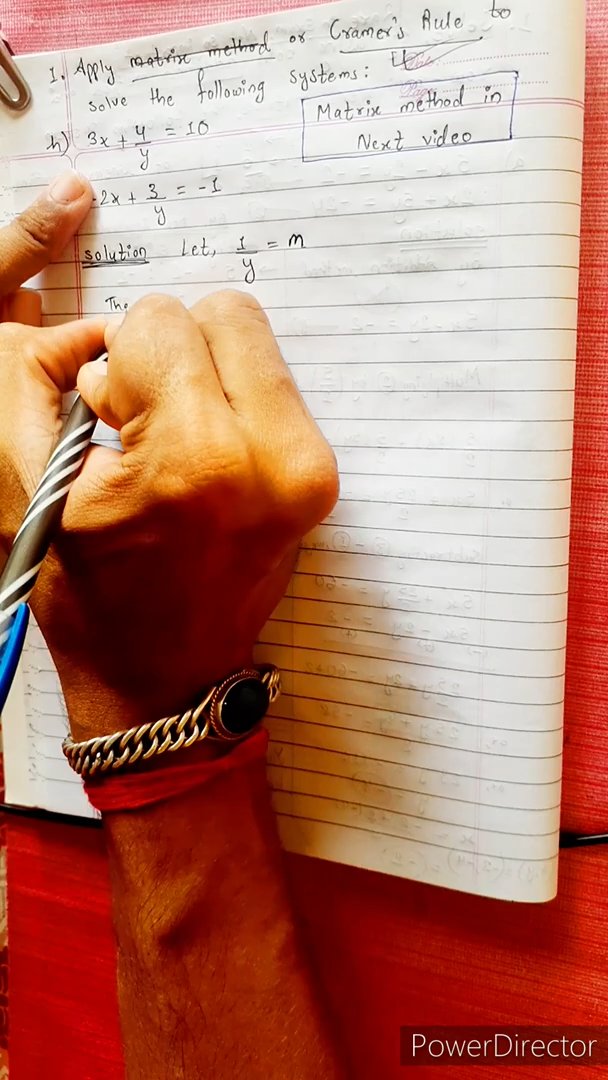 1. Apply matrix method or Cramer's Rule to
solve the following systems:
Matrix method in
Next video
h) 3x + 4/y = 10
-2x + 3/y = -1
solution Let, 1/y = m
The
PowerDirector